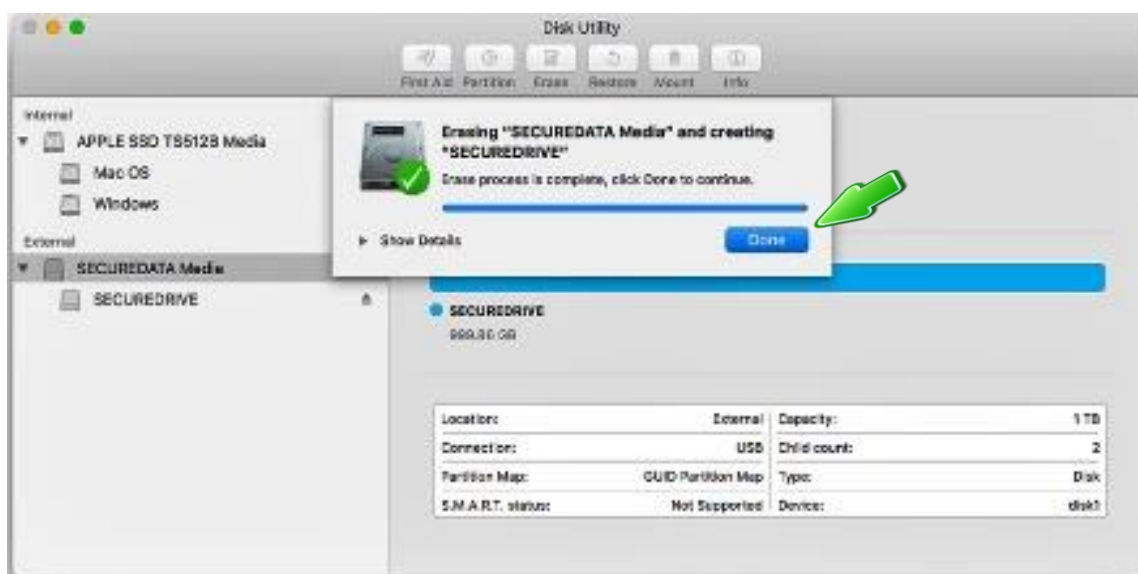 Disk Utility
First Aid Partition Erase Restore Mount Info
Internal
APPLE SSD TS512B Media
Mac OS
Windows
External
SECUREDATA Media
SECUREDRIVE
Erasing "SECUREDATA Media" and creating
"SECUREDRIVE"
Erase process is complete, click Done to continue.
Show Details
Done
SECUREDRIVE
999.86 GB
Location: External Capacity: 1 TB
Connection: USB Child count: 2
Partition Map: GUID Partition Map Type: Disk
S.M.A.R.T. status: Not Supported Device: